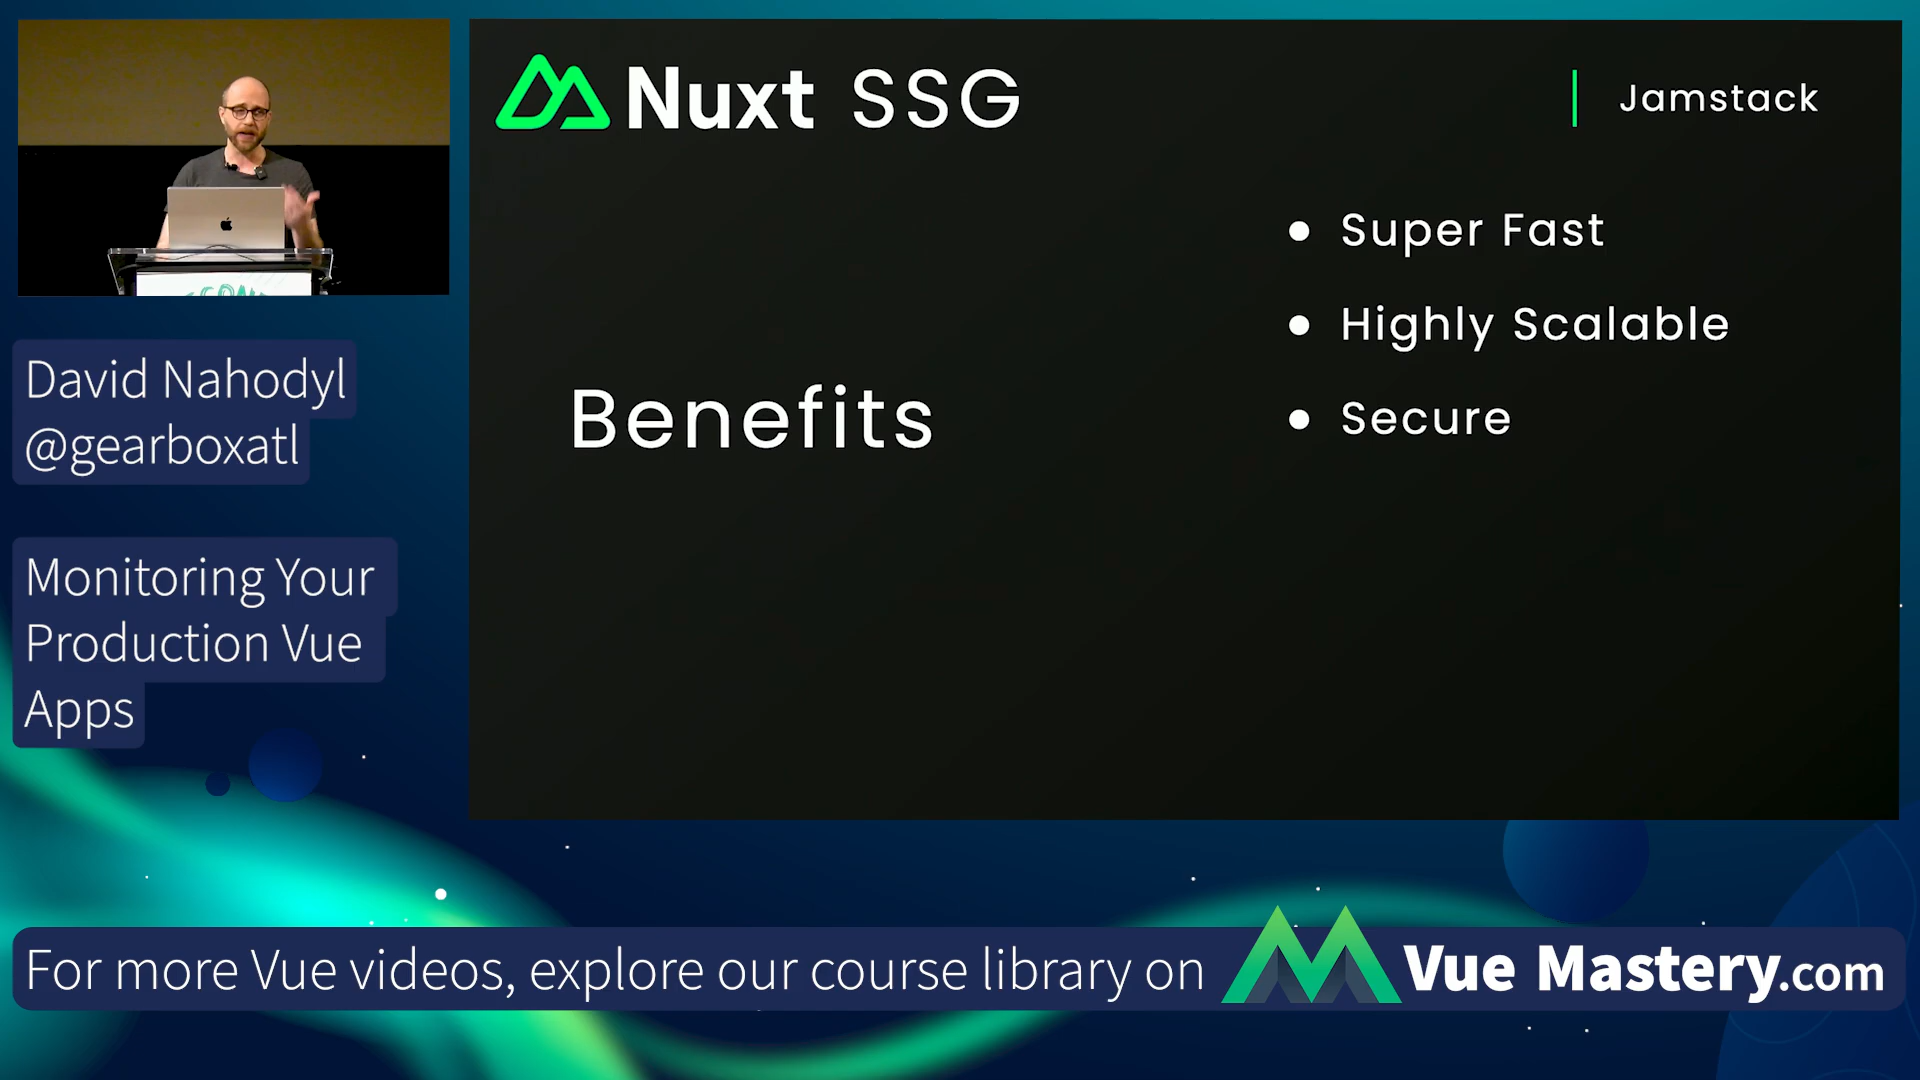 Nuxt SSG
Jamstack
Benefits
• Super Fast
• Highly Scalable
• Secure
David Nahodyl
@gearboxatl
Monitoring Your
Production Vue
Apps
For more Vue videos, explore our course library on Vue Mastery.com